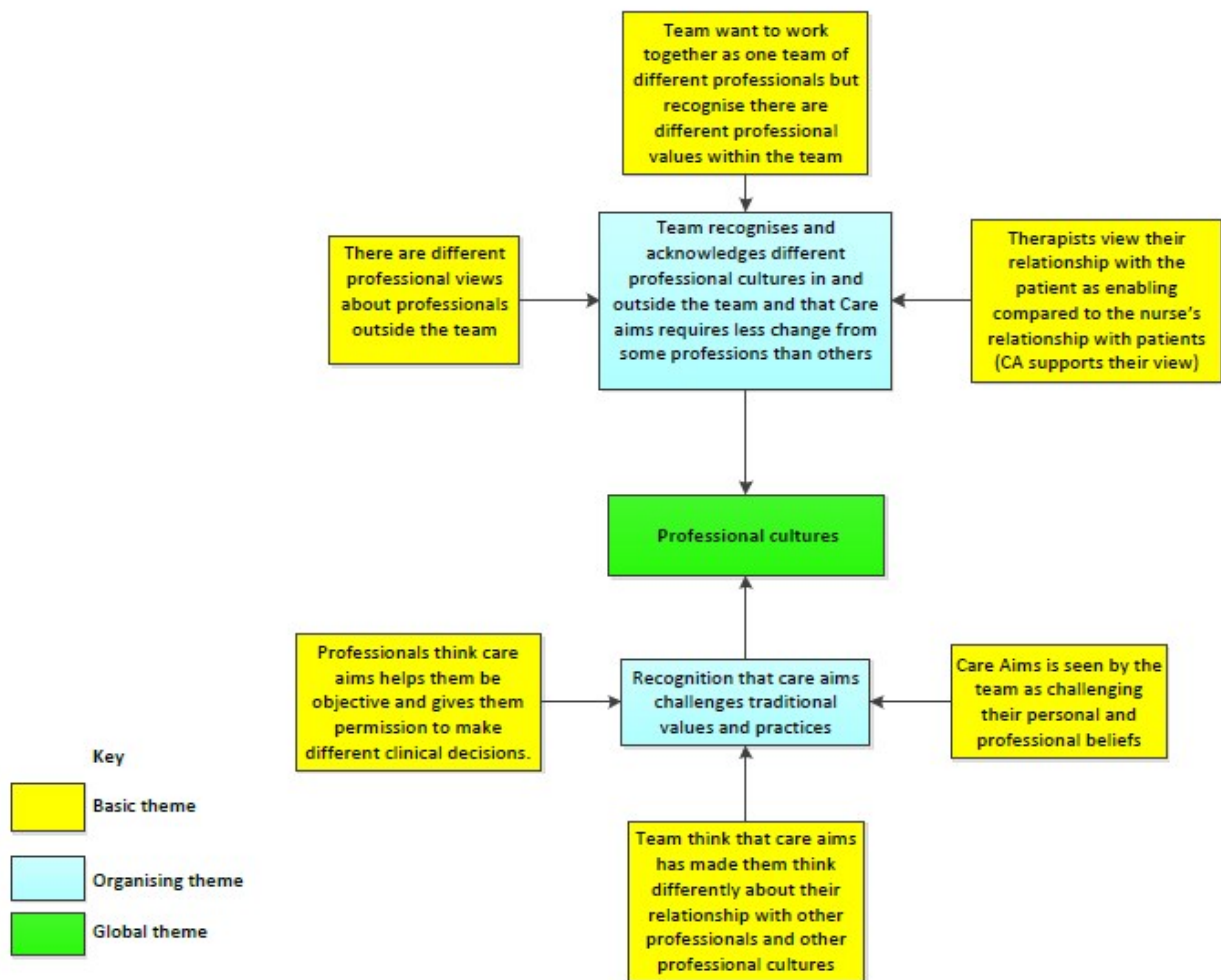 Team want to work
together as one team of
different professionals but
recognise there are
different professional
values within the team
There are different
professional views
about professionals
outside the team
Team recognises and
acknowledges different
professional cultures in and
outside the team and that Care
aims requires less change from
some professions than others
Therapists view their
relationship with the
patient as enabling
compared to the nurse's
relationship with patients
(CA supports their view)
Professional cultures
Professionals think care
aims helps them be
objective and gives them
permission to make
different clinical decisions.
Recognition that care aims
challenges traditional
values and practices
Care Aims is seen by the
team as challenging
their personal and
professional beliefs
Team think that care aims
has made them think
differently about their
relationship with other
professionals and other
professional cultures
Key
Basic theme
Organising theme
Global theme